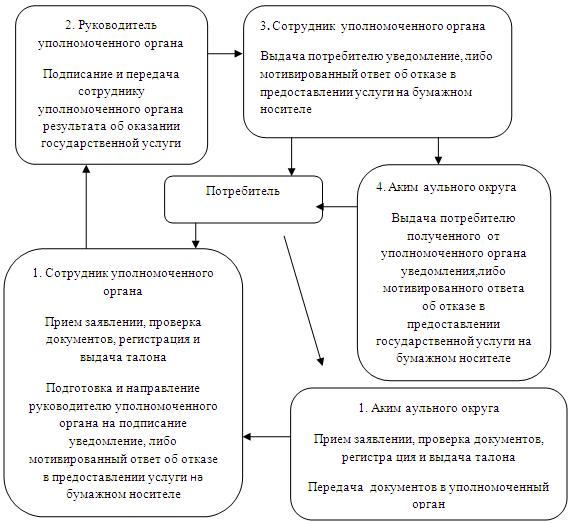 2. Руководитель
уполномоченного органа
Подписание и передача
сотруднику
уполномоченного органа
результата об оказании
государственной услуги
3. Сотрудник уполномоченного органа
Выдача потребителю уведомление, либо
мотивированный ответ об отказе в
предоставлении услуги на бумажном
носителе
Потребитель
4. Аким аульного округа
Выдача потребителю
полученного от
уполномоченного органа
уведомления,либо
мотивированного ответа
об отказе в
предоставлении
государственной услуги на
бумажном носителе
1. Сотрудник уполномоченного
органа
Прием заявлении, проверка
документов, регистрация и
выдача талона
Подготовка и направление
руководителю уполномоченного
органа на подписание
уведомление, либо
мотивированный ответ об отказе
в предоставлении услуги на
бумажном носителе
1. Аким аульного округа
Прием заявлении, проверка документов,
регистра ция и выдача талона
Передача документов в уполномоченный
орган